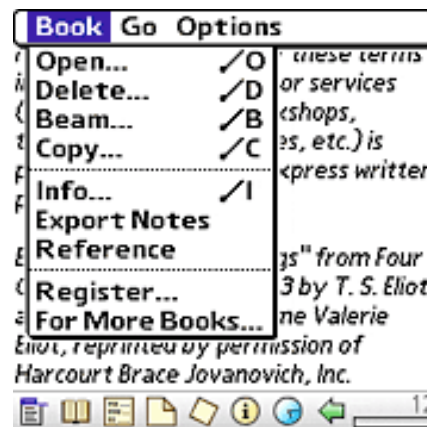 Book Go Options
Open... /O these terms
Delete... /D or services
Beam... /B kshops,
Copy... /C es, etc.) is
xpress written
Info... /I
Export Notes
Reference gs" from Four
Register... 3 by T. S. Eliot
For More Books... ne Valerie
Eliot, reprinted by permission of
Harcourt Brace Jovanovich, Inc.
12